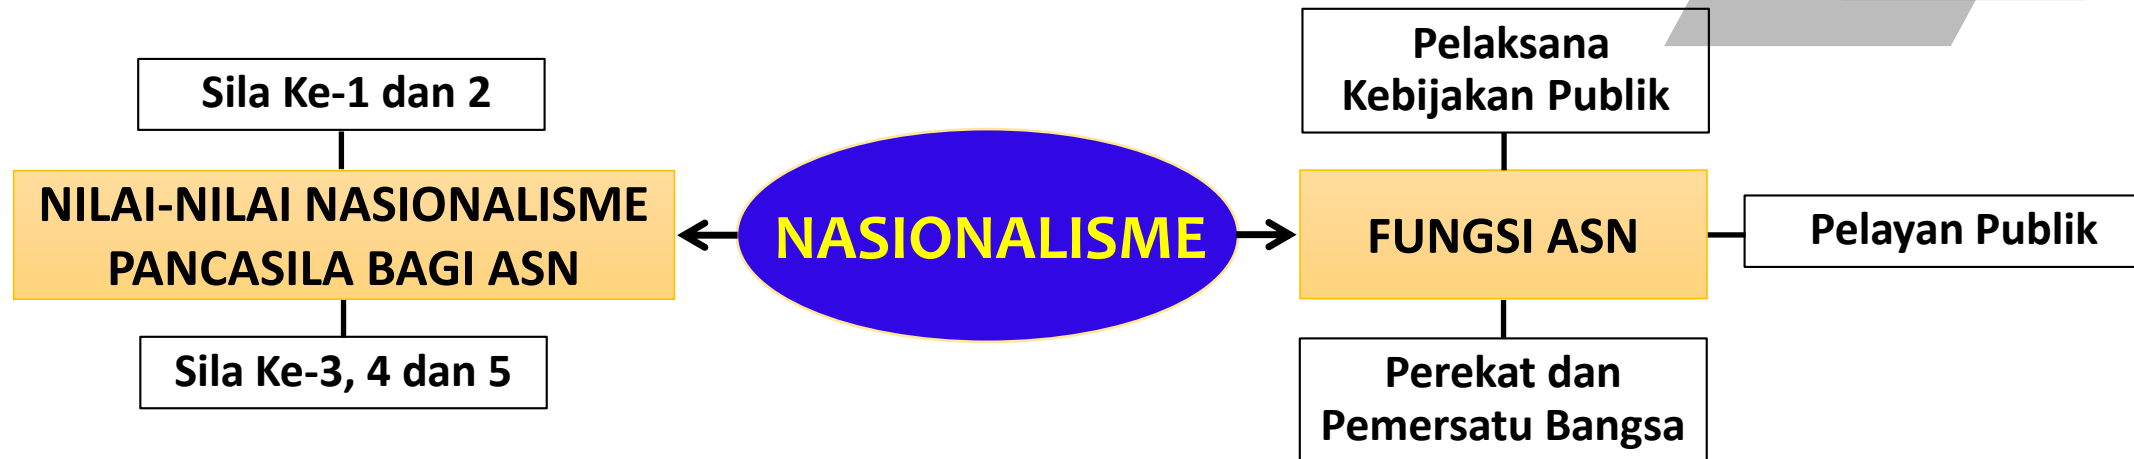 Sila Ke-1 dan 2
NILAI-NILAI NASIONALISME
PANCASILA BAGI ASN
Sila Ke-3, 4 dan 5
NASIONALISME
Pelaksana
Kebijakan Publik
FUNGSI ASN
Pelayan Publik
Perekat dan
Pemersatu Bangsa